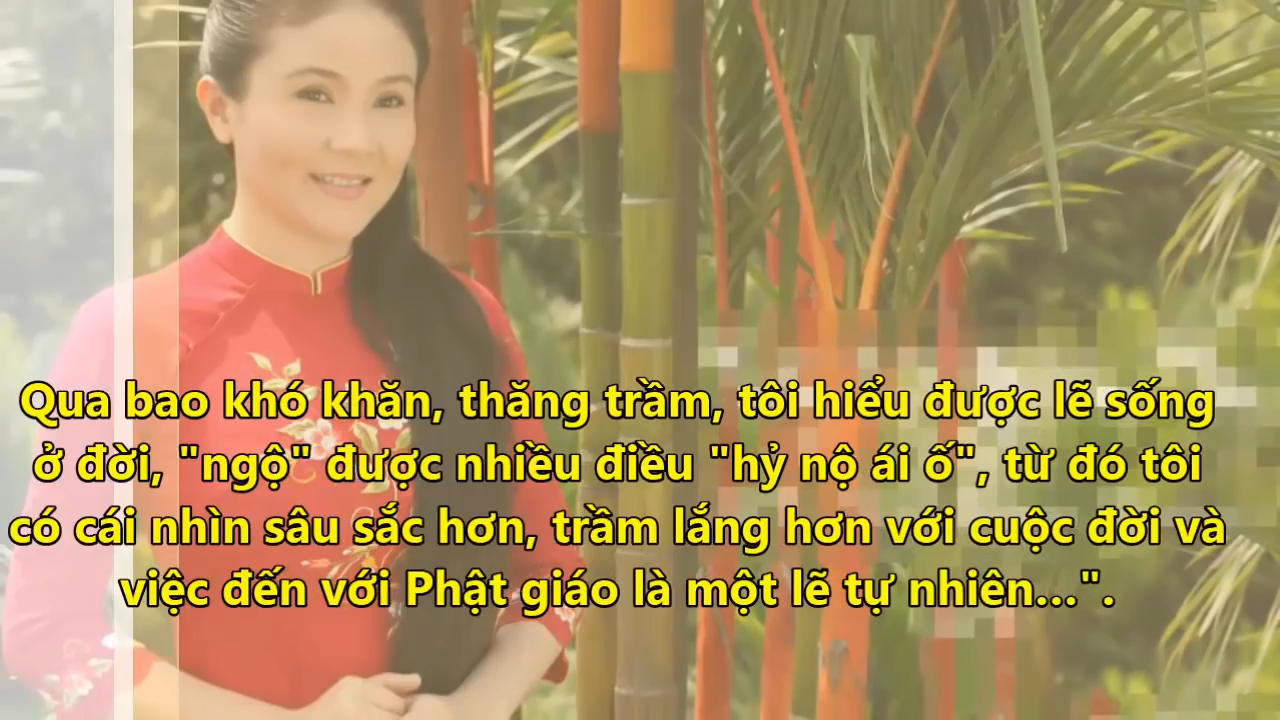 Qua bao khó khăn, thăng trầm, tôi hiểu được lẽ sống
ở đời, "ngộ" được nhiều điều "hỷ nộ ái ố", từ đó tôi
có cái nhìn sâu sắc hơn, trầm lắng hơn với cuộc đời và
việc đến với Phật giáo là một lẽ tự nhiên...".